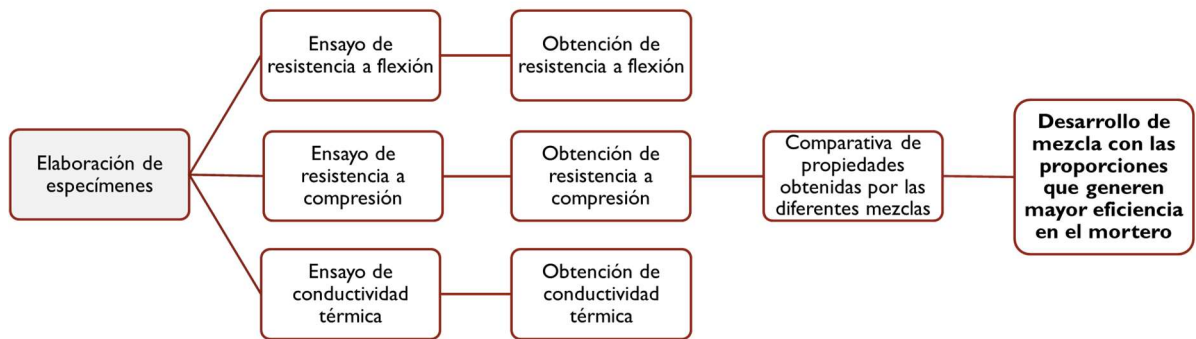 Elaboración de
especímenes
Ensayo de
resistencia a flexión
Obtención de
resistencia a flexión
Ensayo de
resistencia a
compresión
Obtención de
resistencia a
compresión
Ensayo de
conductividad
térmica
Obtención de
conductividad
térmica
Comparativa de
propiedades
obtenidas por las
diferentes mezclas
Desarrollo de
mezcla con las
proporciones
que generen
mayor eficiencia
en el mortero